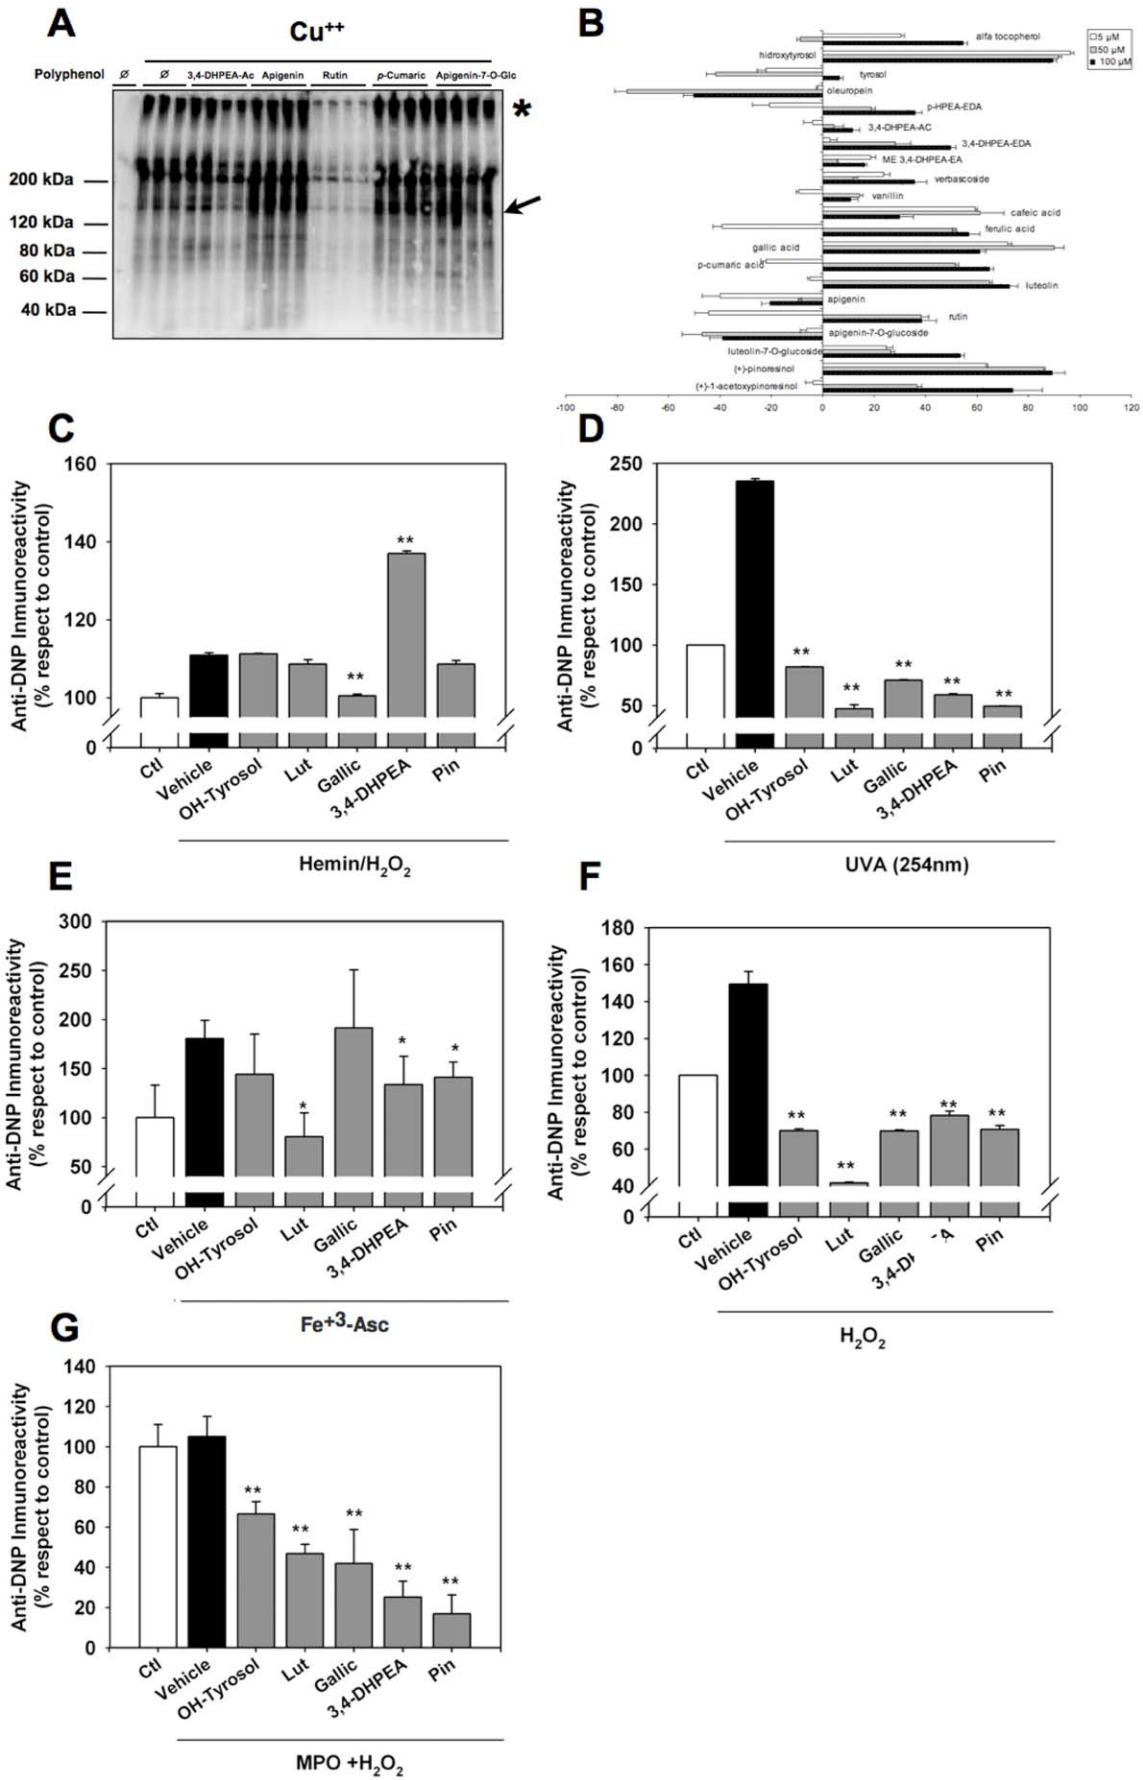 A
Cu++
Polyphenol Ø Ø 3,4-DHPEA-Ac Apigenin Rutin p-Cumaric Apigenin-7-O-Glc
*
200 kDa
120 kDa
80 kDa
60 kDa
40 kDa
B
5 µM
50 µM
100 µM
alfa tocopherol
hidroxytyrosol
tyrosol
oleuropein
p-HPEA-EDA
3,4-DHPEA-AC
3,4-DHPEA-EDA
ME 3,4-DHPEA-EA
verbascoside
vanillin
cafeic acid
ferulic acid
gallic acid
p-cumaric acid
luteolin
apigenin
rutin
apigenin-7-O-glucoside
luteolin-7-O-glucoside
(+)-pinoresinol
(+)-1-acetoxypinoresinol
-100 -80 -60 -40 -20 0 20 40 60 80 100 120
C
Anti-DNP Inmunoreactivity
(% respect to control)
160
140
120
100
0
**
**
Ctl Vehicle OH-Tyrosol Lut Gallic 3,4-DHPEA Pin
Hemin/H2O2
D
Anti-DNP Inmunoreactivity
(% respect to control)
250
200
150
100
50
0
** ** ** ** **
Ctl Vehicle OH-Tyrosol Lut Gallic 3,4-DHPEA Pin
UVA (254nm)
E
Anti-DNP Inmunoreactivity
(% respect to control)
300
250
200
150
100
50
0
* * *
Ctl Vehicle OH-Tyrosol Lut Gallic 3,4-DHPEA Pin
Fe+3-Asc
F
Anti-DNP Inmunoreactivity
(% respect to control)
180
160
140
120
100
80
60
40
0
** ** ** ** **
Ctl Vehicle OH-Tyrosol Lut Gallic 3,4-D A Pin
H2O2
G
Anti-DNP Inmunoreactivity
(% respect to control)
140
120
100
80
60
40
20
0
** ** ** ** **
Ctl Vehicle OH-Tyrosol Lut Gallic 3,4-DHPEA Pin
MPO +H2O2